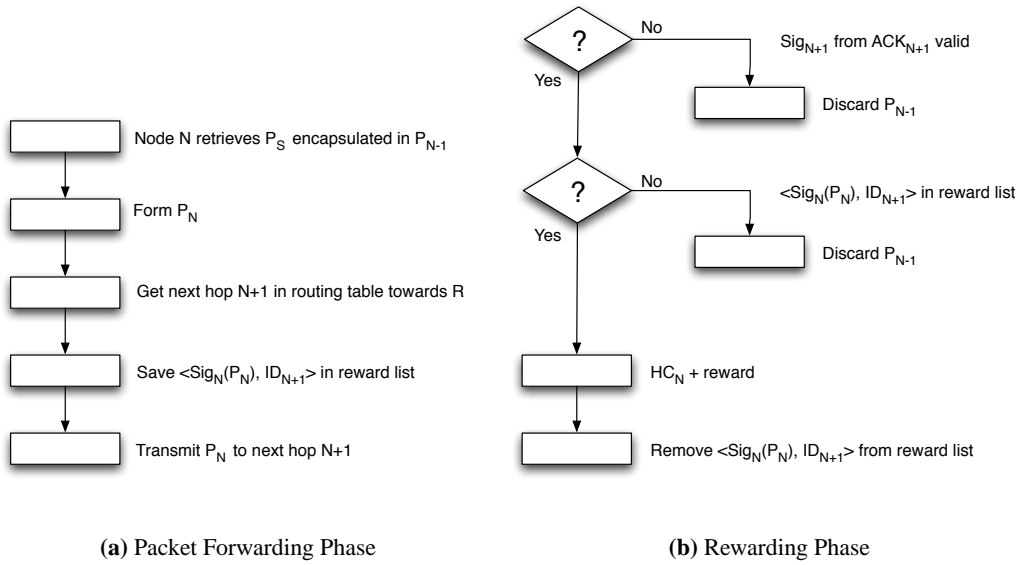 Node N retrieves P_S encapsulated in P_{N-1}
Form P_N
Get next hop N+1 in routing table towards R
Save <Sig_N(P_N), ID_{N+1}> in reward list
Transmit P_N to next hop N+1
(a) Packet Forwarding Phase
?
No
Sig_{N+1} from ACK_{N+1} valid
Yes
Discard P_{N-1}
?
No
<Sig_N(P_N), ID_{N+1}> in reward list
Yes
Discard P_{N-1}
HC_N + reward
Remove <Sig_N(P_N), ID_{N+1}> from reward list
(b) Rewarding Phase